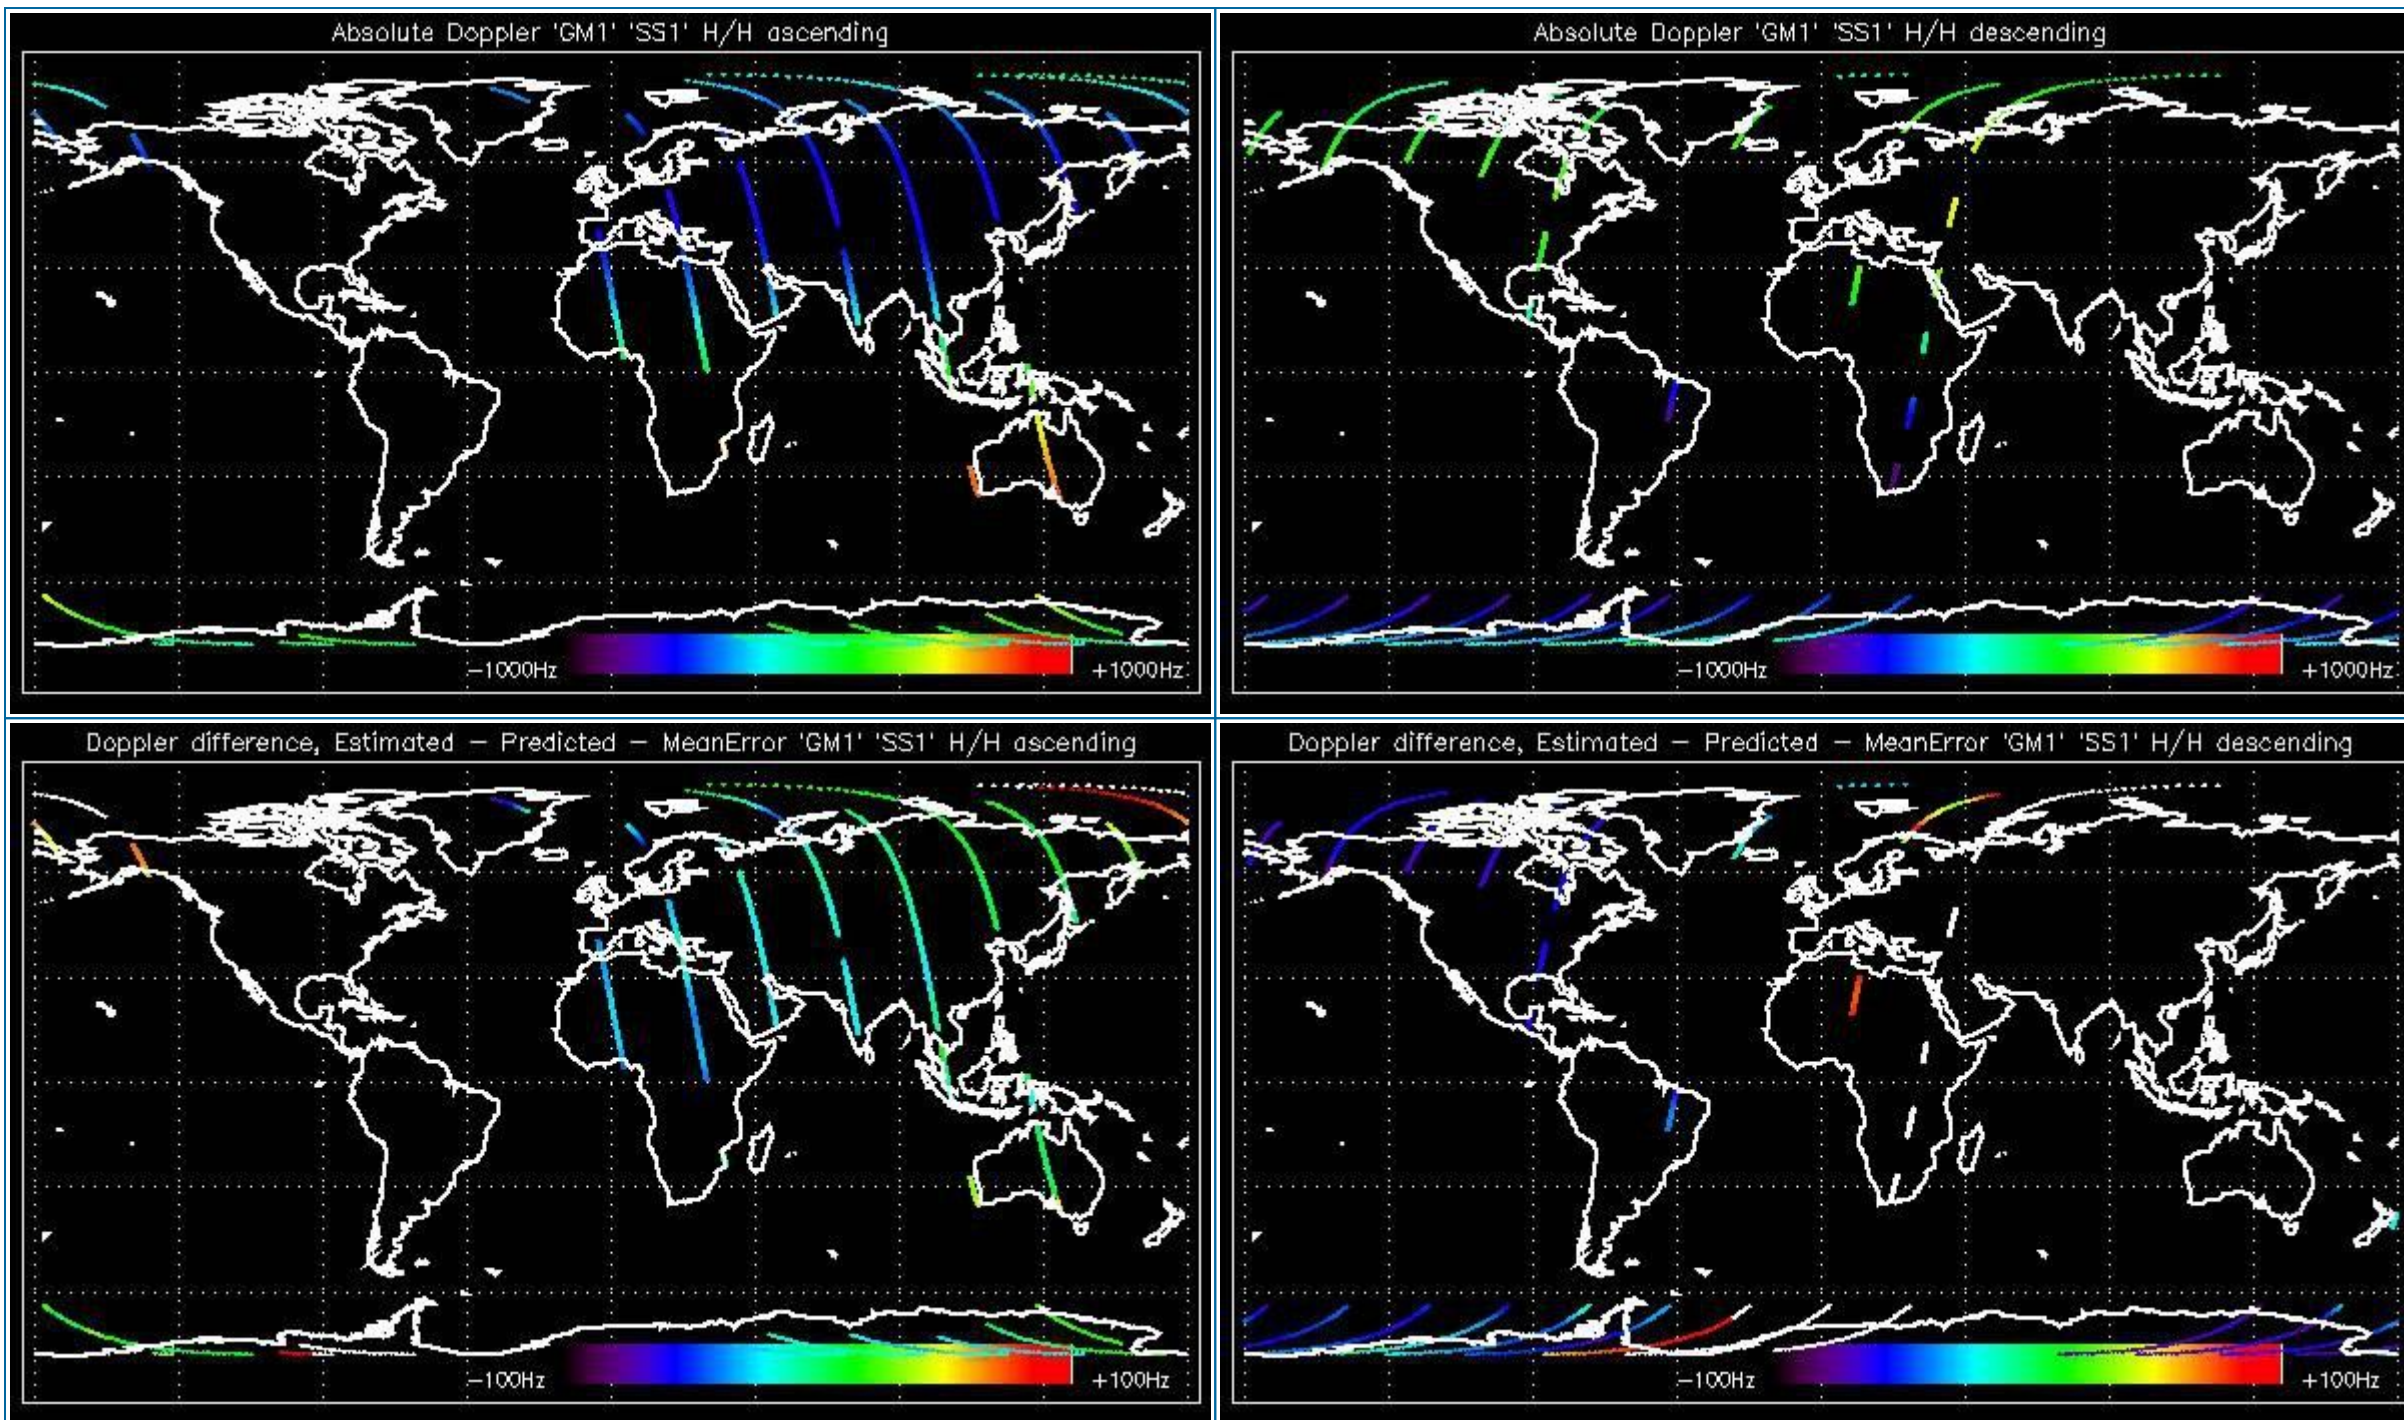 Absolute Doppler 'GM1' 'SS1' H/H ascending
−1000Hz +1000Hz
Absolute Doppler 'GM1' 'SS1' H/H descending
−1000Hz +1000Hz
Doppler difference, Estimated − Predicted − MeanError 'GM1' 'SS1' H/H ascending
−100Hz +100Hz
Doppler difference, Estimated − Predicted − MeanError 'GM1' 'SS1' H/H descending
−100Hz +100Hz